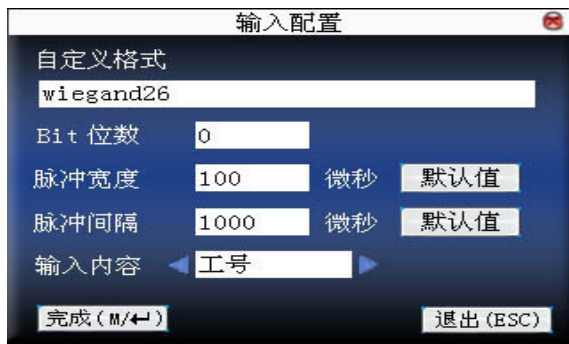 输入配置
自定义格式
wiegand26
Bit 位数 0
脉冲宽度 100 微秒 默认值
脉冲间隔 1000 微秒 默认值
输入内容 工号
完成(M/↵) 退出(ESC)